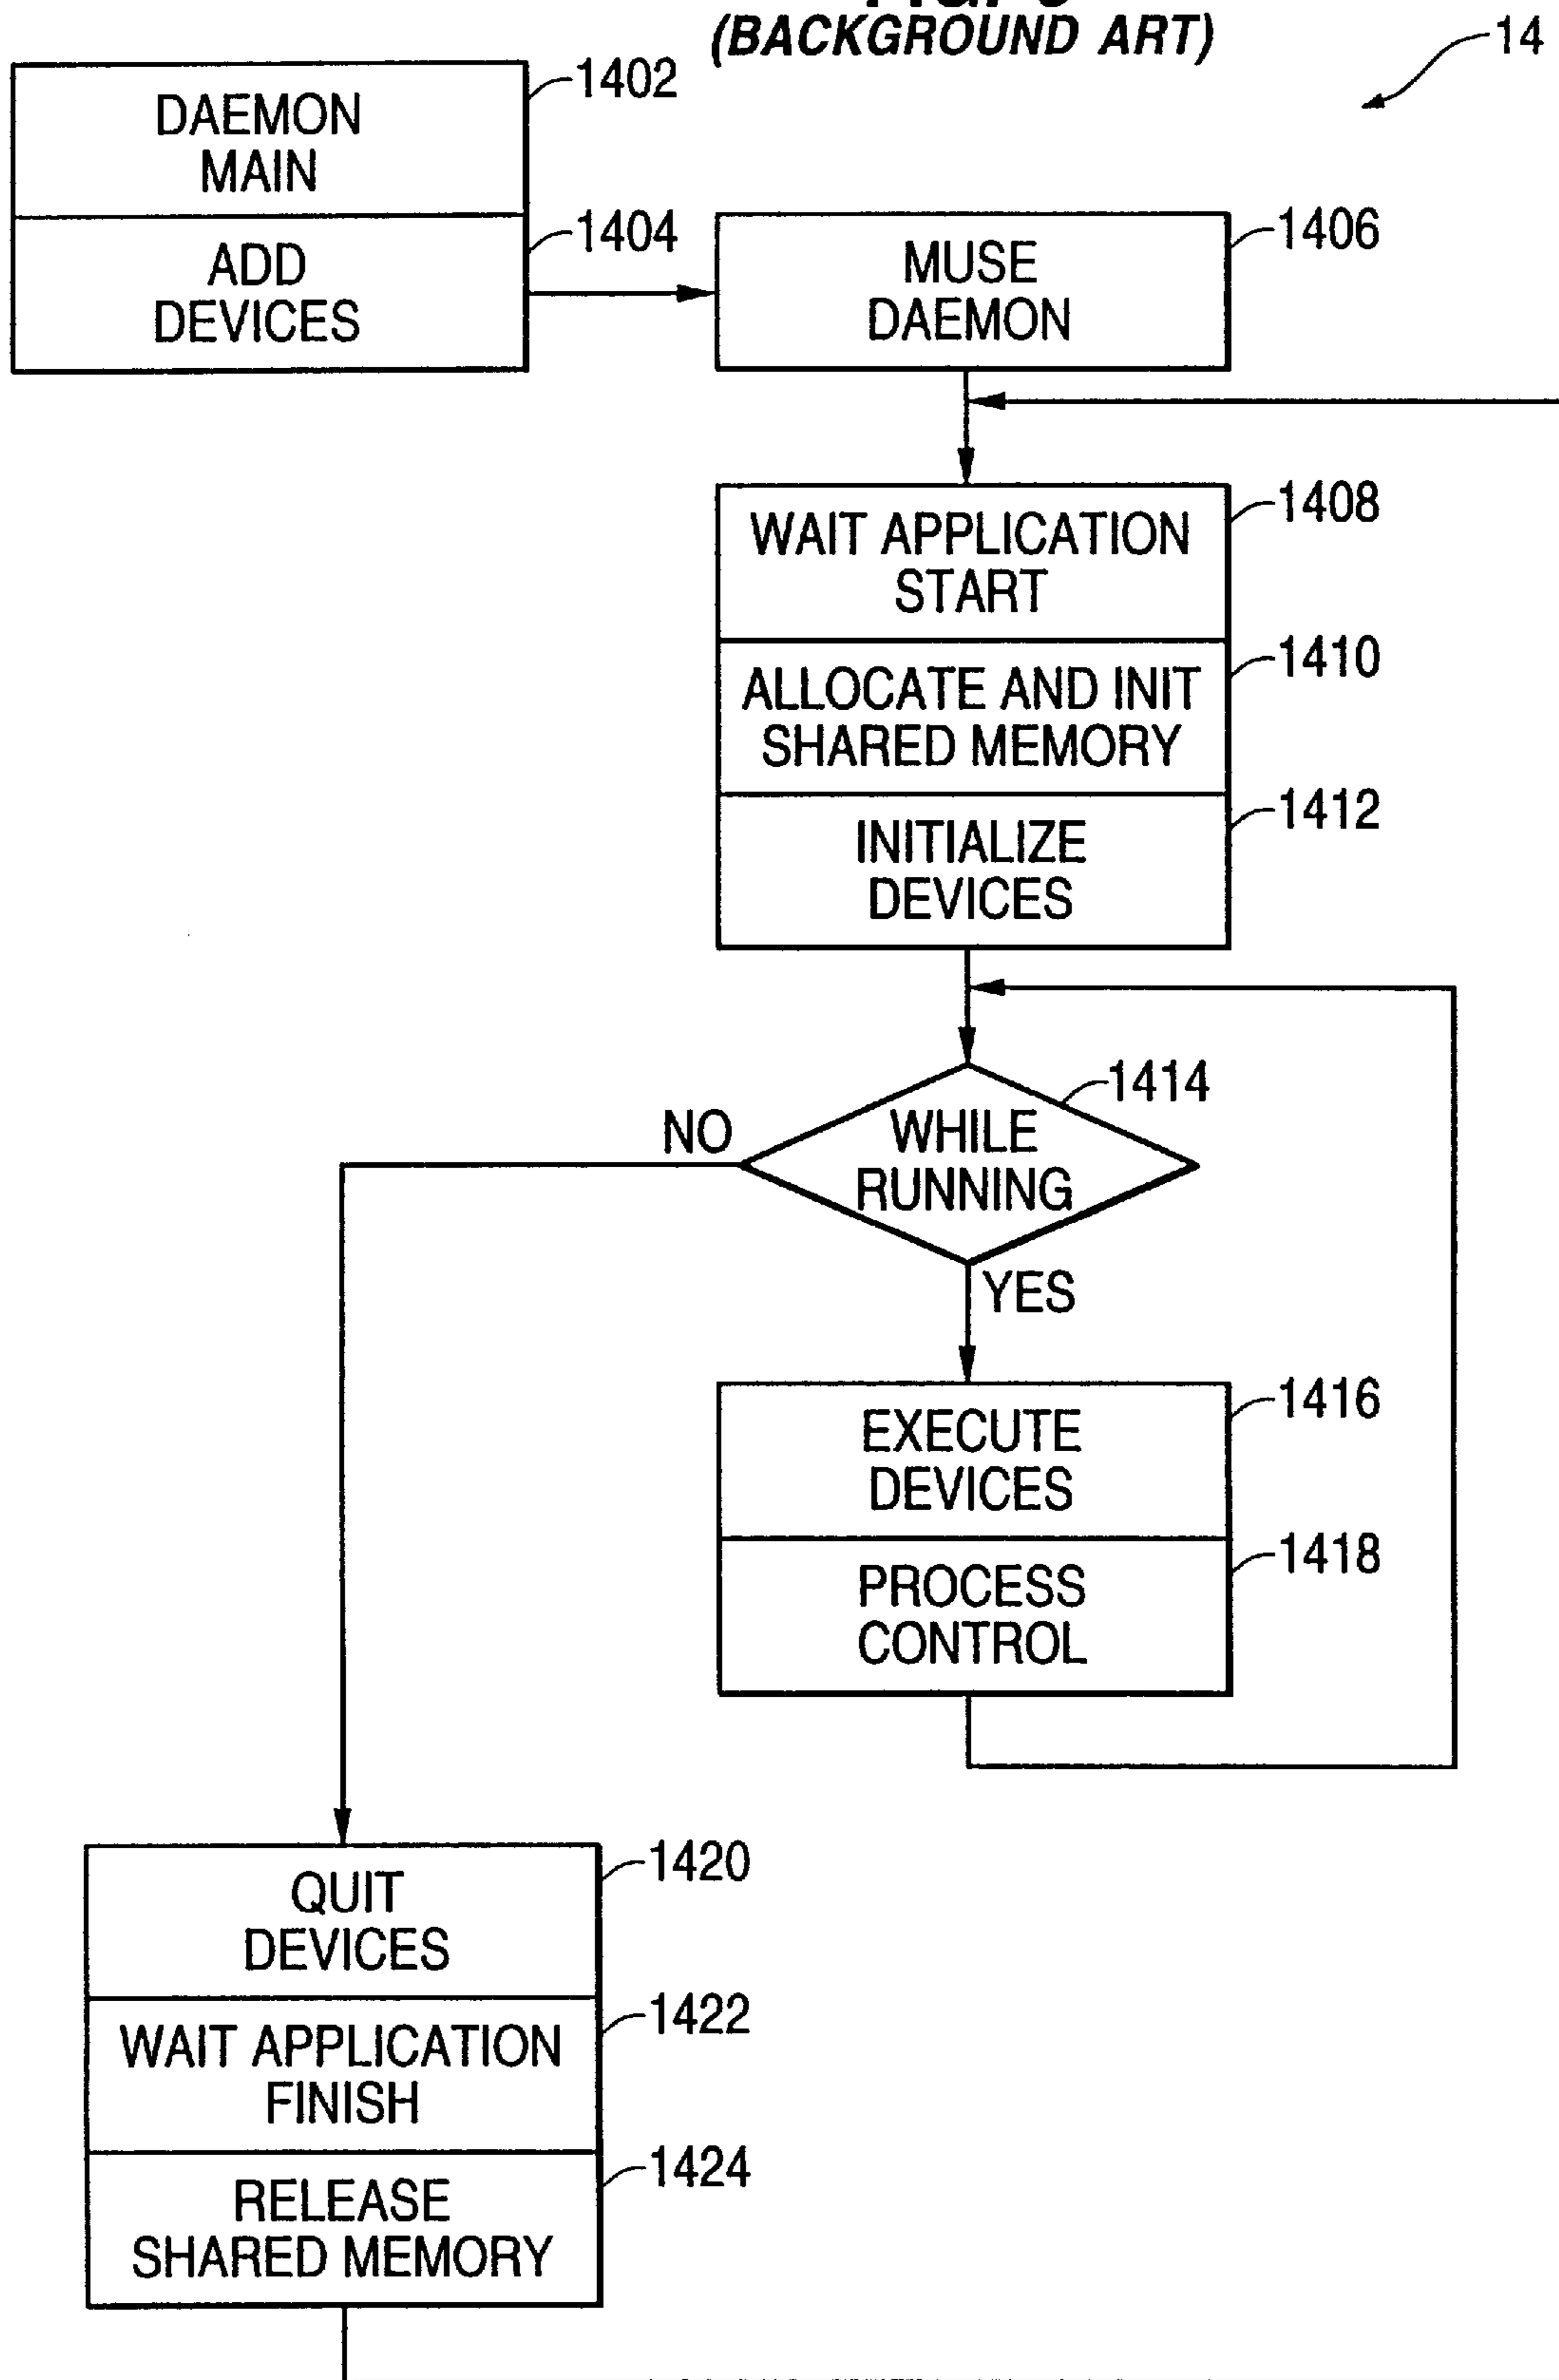 (BACKGROUND ART)
14
1402
DAEMON
MAIN
1404
ADD
DEVICES
1406
MUSE
DAEMON
1408
WAIT APPLICATION
START
1410
ALLOCATE AND INIT
SHARED MEMORY
1412
INITIALIZE
DEVICES
1414
NO
WHILE
RUNNING
YES
1416
EXECUTE
DEVICES
1418
PROCESS
CONTROL
1420
QUIT
DEVICES
1422
WAIT APPLICATION
FINISH
1424
RELEASE
SHARED MEMORY